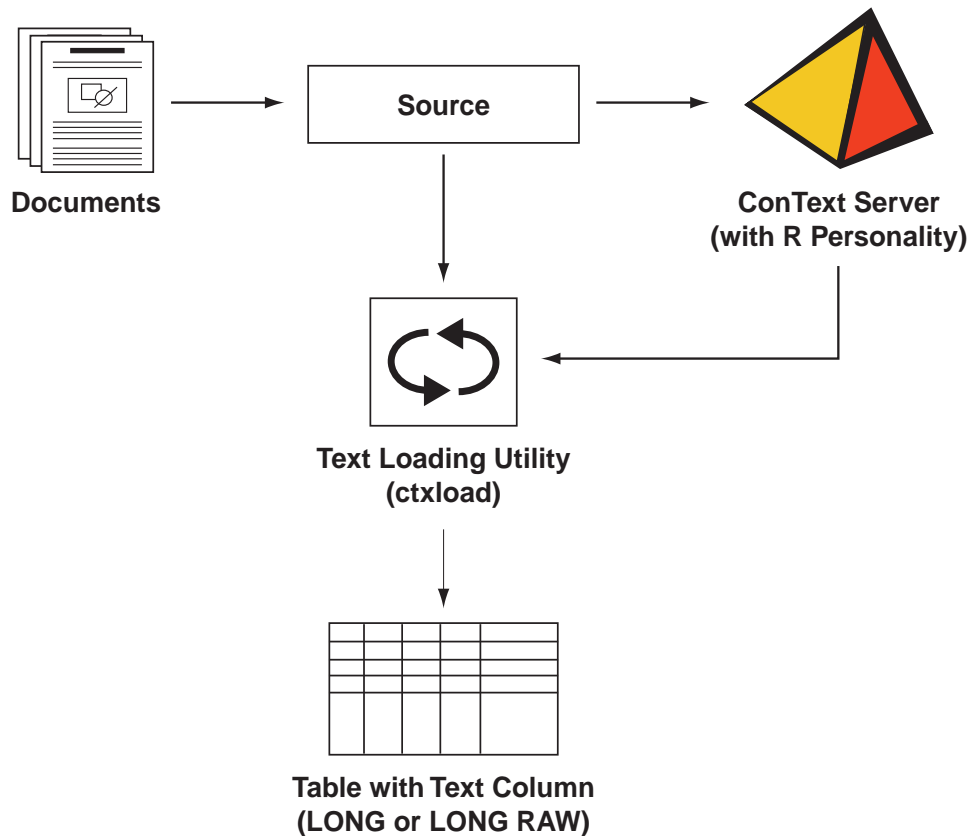 Documents
Source
ConText Server
(with R Personality)
Text Loading Utility
(ctxload)
Table with Text Column
(LONG or LONG RAW)